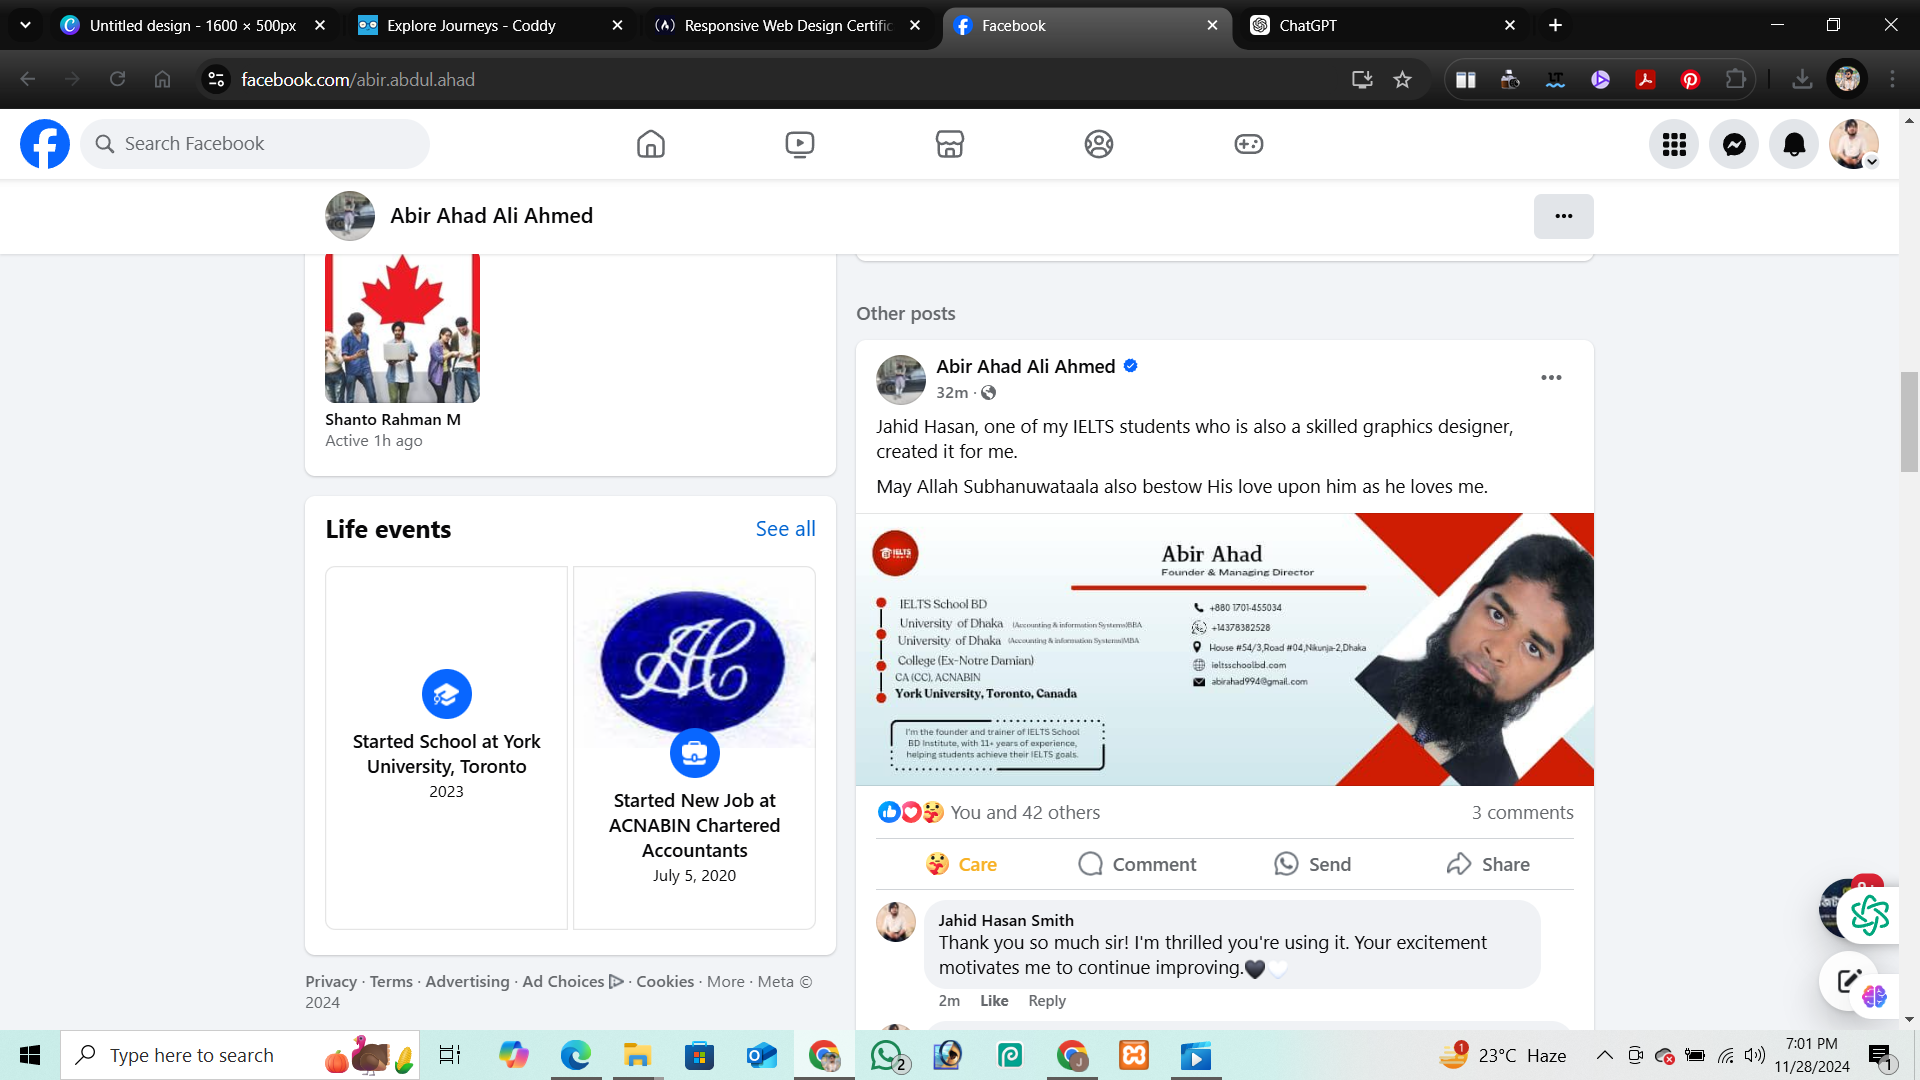 Untitled design - 1600 × 500px
Explore Journeys - Coddy
Responsive Web Design Certific
Facebook
ChatGPT
facebook.com/abir.abdul.ahad
Search Facebook
Abir Ahad Ali Ahmed
Shanto Rahman M
Active 1h ago
Life events
See all
Started School at York
University, Toronto
2023
Started New Job at
ACNABIN Chartered
Accountants
July 5, 2020
Privacy · Terms · Advertising · Ad Choices · Cookies · More · Meta ©
2024
Other posts
Abir Ahad Ali Ahmed
32m ·
Jahid Hasan, one of my IELTS students who is also a skilled graphics designer,
created it for me.
May Allah Subhanuwataala also bestow His love upon him as he loves me.
IELTS
Abir Ahad
Founder & Managing Director
IELTS School BD
University of Dhaka (Accounting & information Systems)BBA
University of Dhaka (Accounting & information Systems)MBA
College (Ex-Notre Damian)
CA (CC), ACNABIN
York University, Toronto, Canada
I'm the founder and trainer of IELTS School
BD Institute, with 11+ years of experience,
helping students achieve their IELTS goals.
+880 1701-455034
+14378382528
House #54/3,Road #04,Nikunja-2,Dhaka
ieltsschoolbd.com
abirahad994@gmail.com
You and 42 others
3 comments
Care
Comment
Send
Share
Jahid Hasan Smith
Thank you so much sir! I'm thrilled you're using it. Your excitement
motivates me to continue improving.🖤🤍
2m Like Reply
Type here to search
2
1
23°C Haze
7:01 PM
11/28/2024
1